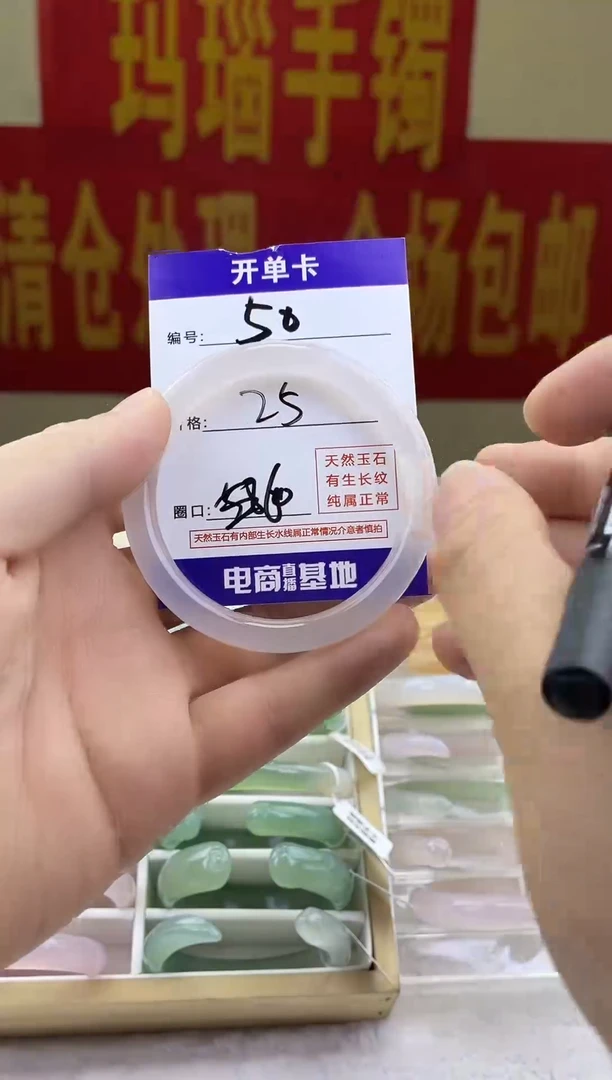 玛瑙手镯
清仓处理 全场包邮
开单卡
编号: 50
格: 25
圈口:
天然玉石
有生长纹
纯属正常
天然玉石有内部生长水线属正常情况介意者慎拍
电商直播基地